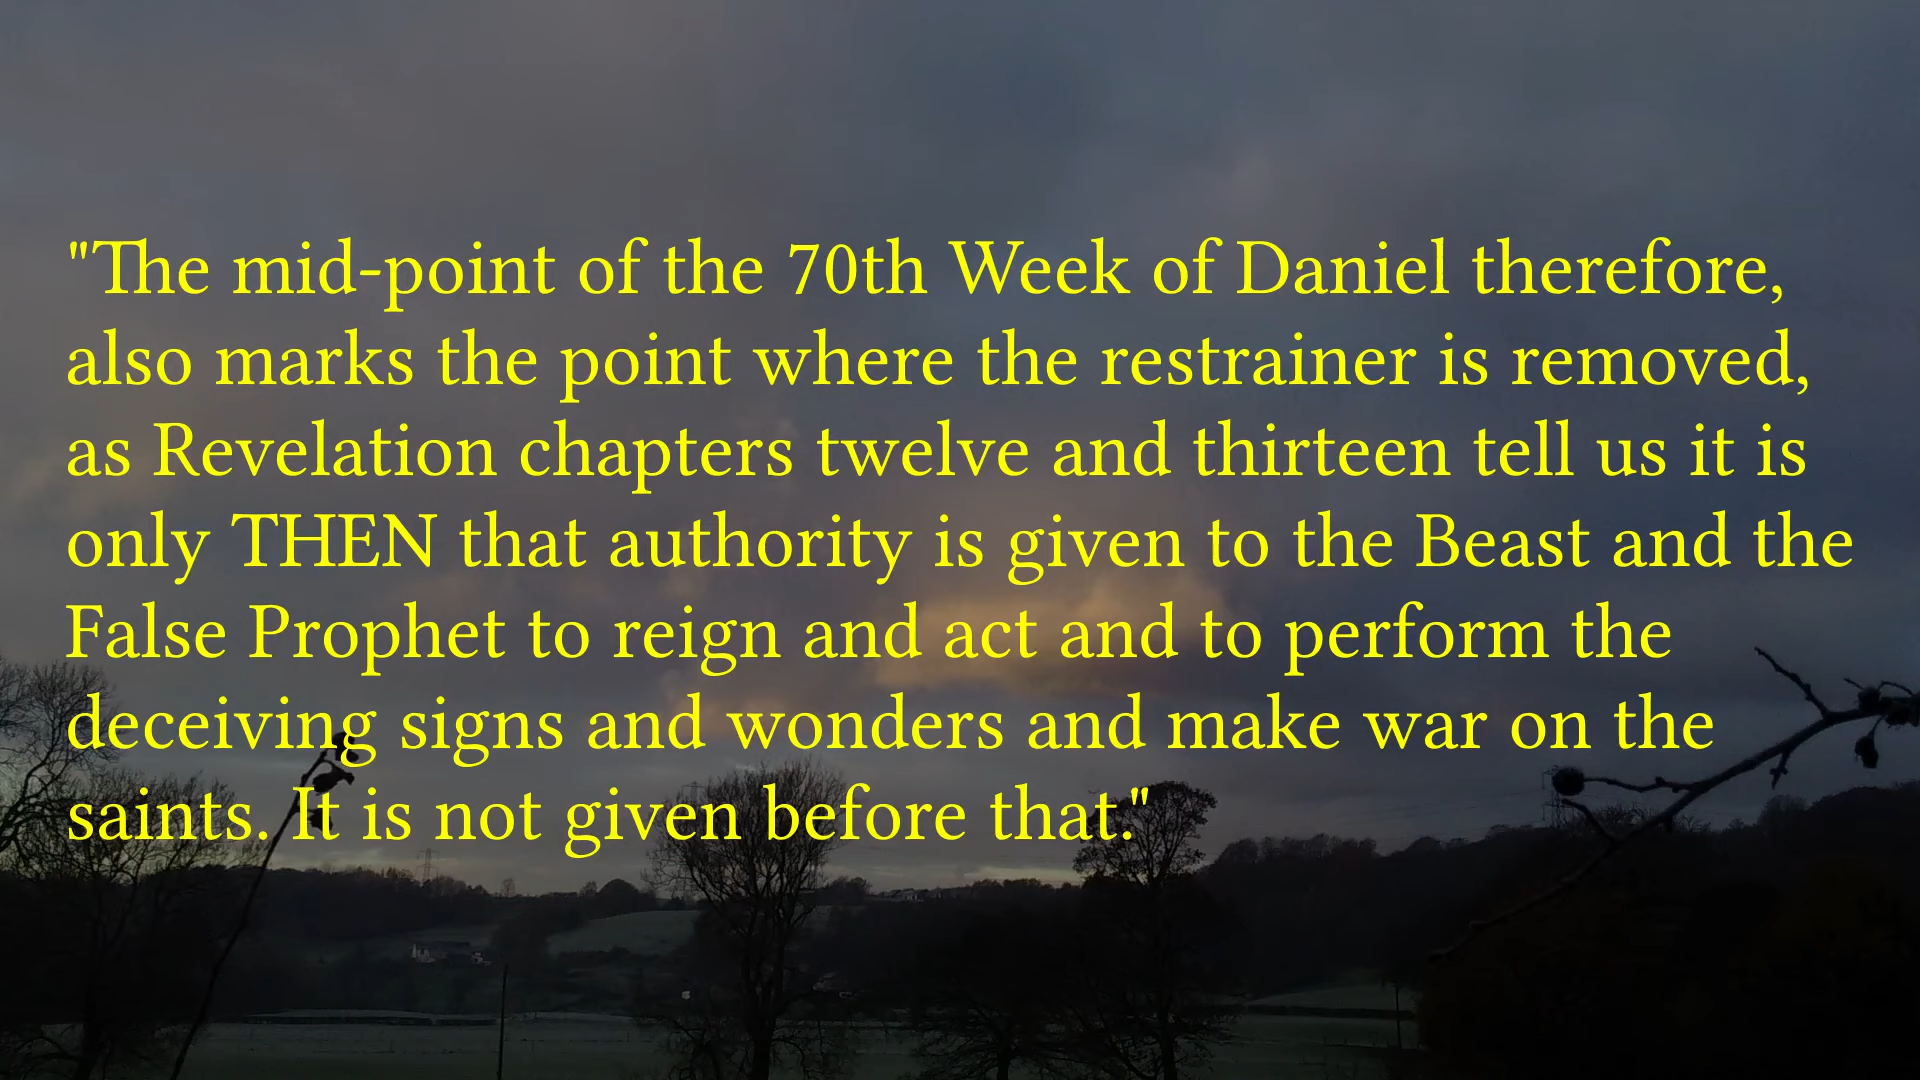 "The mid-point of the 70th Week of Daniel therefore,
also marks the point where the restrainer is removed,
as Revelation chapters twelve and thirteen tell us it is
only THEN that authority is given to the Beast and the
False Prophet to reign and act and to perform the
deceiving signs and wonders and make war on the
saints. It is not given before that."